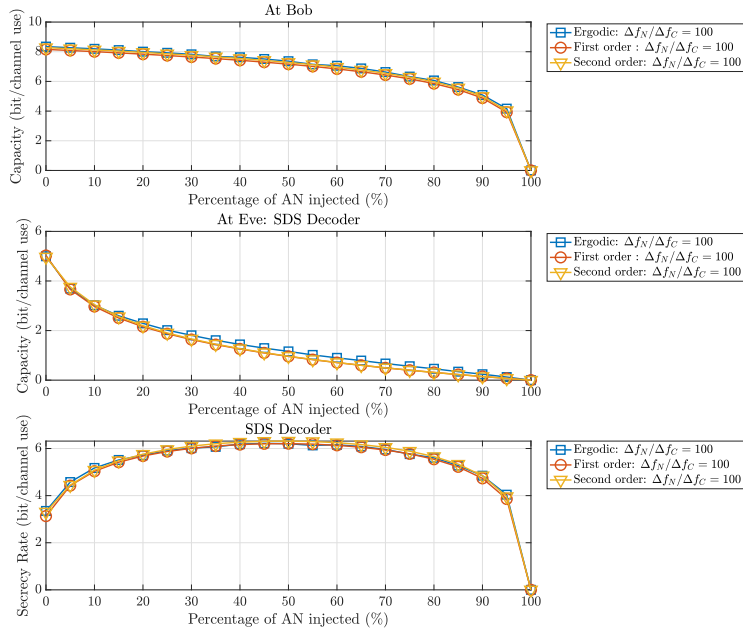 At Bob
Capacity (bit/channel use)
10
8
6
4
2
0
0 10 20 30 40 50 60 70 80 90 100
Percentage of AN injected (%)
Ergodic: Δf_N/Δf_C = 100
First order : Δf_N/Δf_C = 100
Second order: Δf_N/Δf_C = 100
At Eve: SDS Decoder
Capacity (bit/channel use)
6
4
2
0
0 10 20 30 40 50 60 70 80 90 100
Percentage of AN injected (%)
Ergodic: Δf_N/Δf_C = 100
First order : Δf_N/Δf_C = 100
Second order: Δf_N/Δf_C = 100
SDS Decoder
Secrecy Rate (bit/channel use)
6
4
2
0
0 10 20 30 40 50 60 70 80 90 100
Percentage of AN injected (%)
Ergodic: Δf_N/Δf_C = 100
First order: Δf_N/Δf_C = 100
Second order: Δf_N/Δf_C = 100